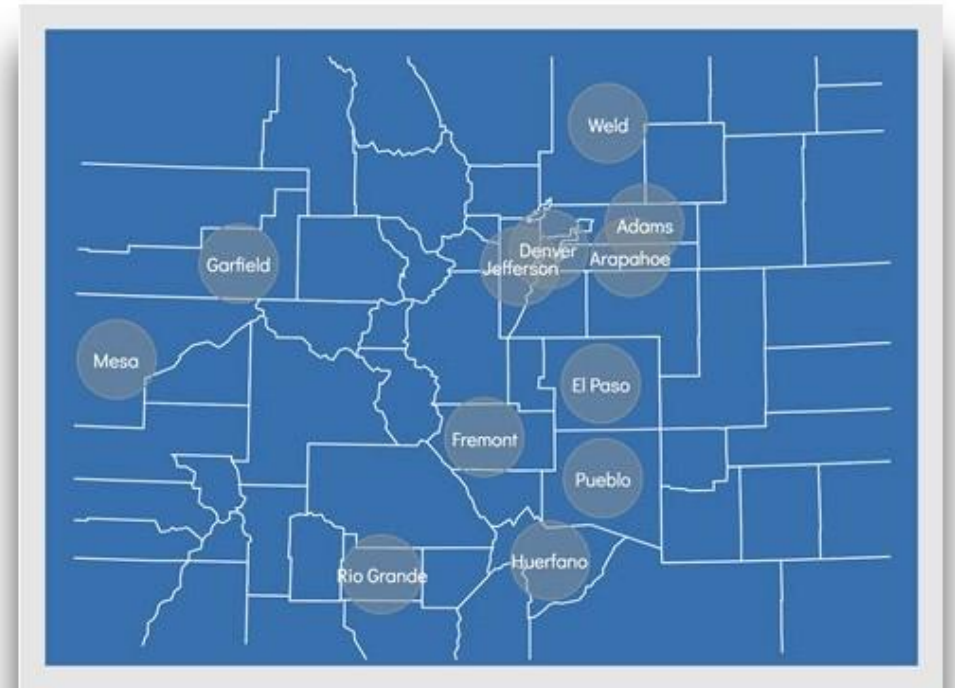 Weld
Adams
Denver
Arapahoe
Jefferson
Garfield
Mesa
El Paso
Fremont
Pueblo
Huerfano
Rio Grande